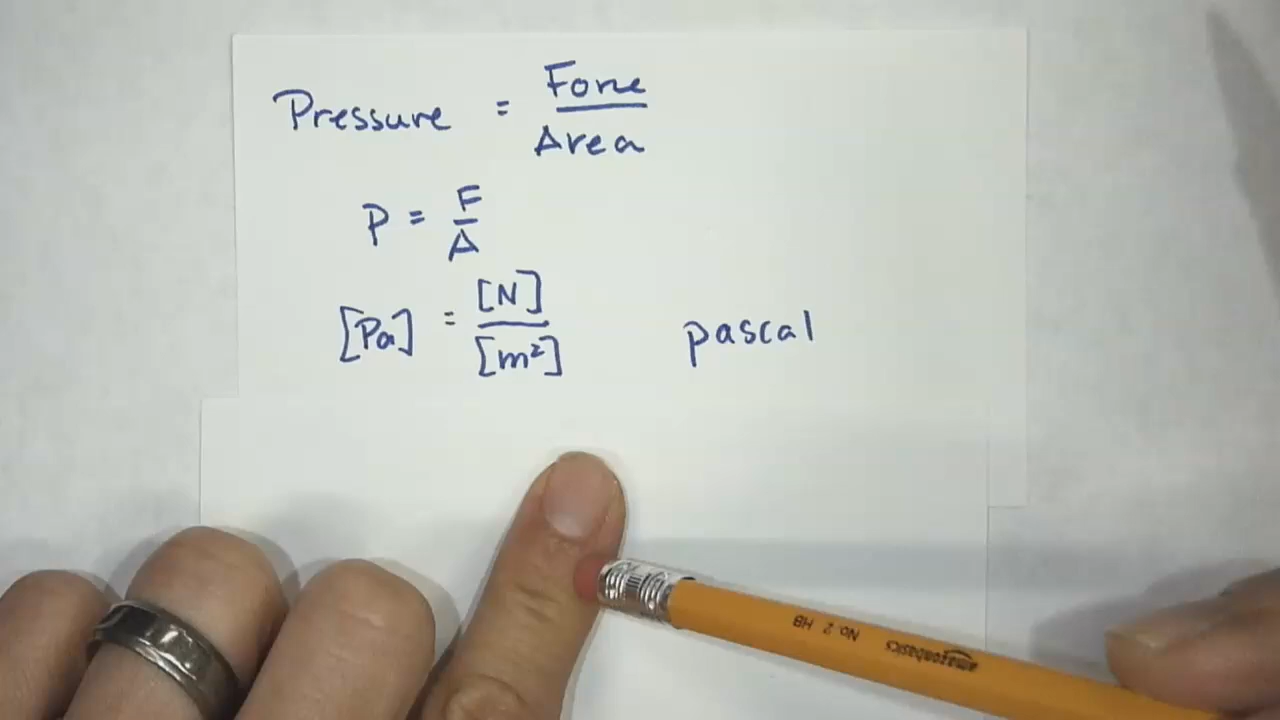 Pressure = Force / Area
P = F / A
[Pa] = [N] / [m²] pascal
No. 2 HB amazonbasics